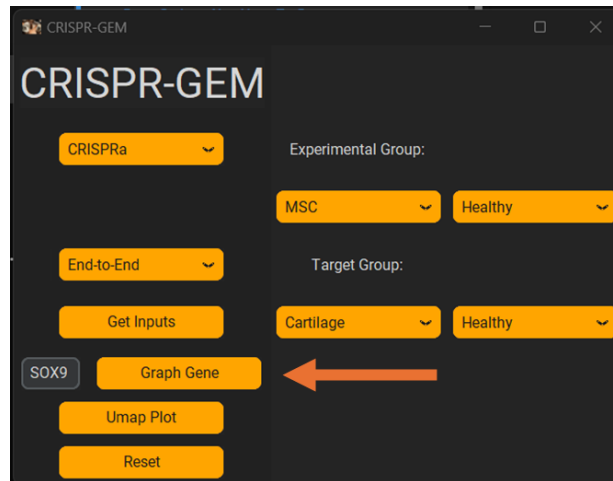 CRISPR-GEM
CRISPR-GEM
CRISPRa
Experimental Group:
MSC
Healthy
End-to-End
Target Group:
Get Inputs
Cartilage
Healthy
SOX9
Graph Gene
Umap Plot
Reset